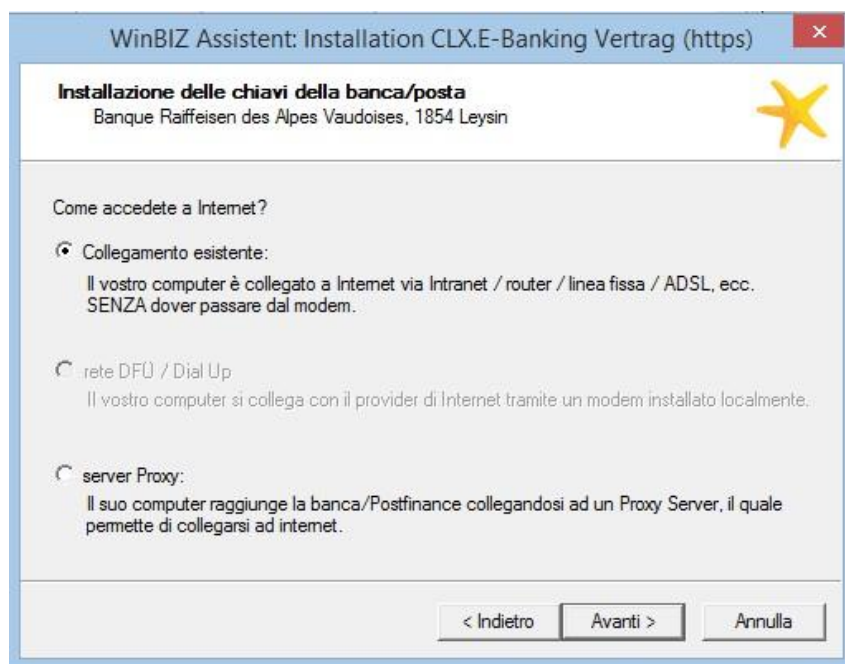 WinBIZ Assistent: Installation CLX.E-Banking Vertrag (https)
Installazione delle chiavi della banca/posta
Banque Raiffeisen des Alpes Vaudoises, 1854 Leysin
Come accedete a Internet?
Collegamento esistente:
Il vostro computer è collegato a Internet via Intranet / router / linea fissa / ADSL, ecc.
SENZA dover passare dal modem.
rete DFÜ / Dial Up
Il vostro computer si collega con il provider di Internet tramite un modem installato localmente.
server Proxy:
Il suo computer raggiunge la banca/Postfinance collegandosi ad un Proxy Server, il quale
permette di collegarsi ad internet.
< Indietro
Avanti >
Annulla